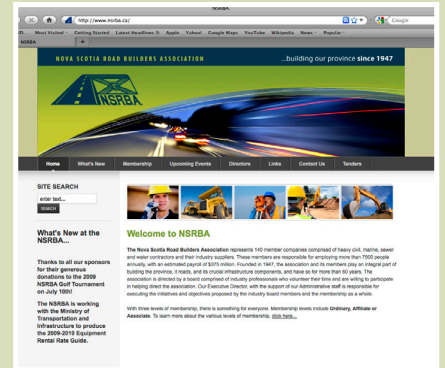 NSRBA
http://www.nsrba.ca/
Google
Most Visited Getting Started Latest Headlines Apple Yahoo! Google Maps YouTube Wikipedia News Popular
NSRBA
NOVA SCOTIA ROAD BUILDERS ASSOCIATION
...building our province since 1947
NSRBA
Home What's New Membership Upcoming Events Directors Links Contact Us Tenders
SITE SEARCH
enter text...
SEARCH
What's New at the
NSRBA...
Thanks to all our sponsors
for their generous
donations to the 2009
NSRBA Golf Tournament
on July 10th!
The NSRBA is working
with the Ministry of
Transportation and
Infrastructure to produce
the 2009-2010 Equipment
Rental Rate Guide.
Welcome to NSRBA
The Nova Scotia Road Builders Association represents 140 member companies comprised of heavy civil, marine, sewer
and water contractors and their industry suppliers. These members are responsible for employing more than 7500 people
annually, with an estimated payroll of $375-million. Founded in 1947, the association and its members play an integral part of
building the province, it roads, and its crucial infrastructure components, and have so for more than 60 years. The
association is directed by a board comprised of industry professionals who volunteer their time and are willing to participate
in helping direct the association. Our Executive Director, with the support of our Administrative staff is responsible for
executing the initiatives and objectives proposed by the industry board members and the membership as a whole.
With three levels of membership, there is something for everyone. Membership levels include Ordinary, Affiliate or
Associate. To learn more about the various levels of membership, click here...